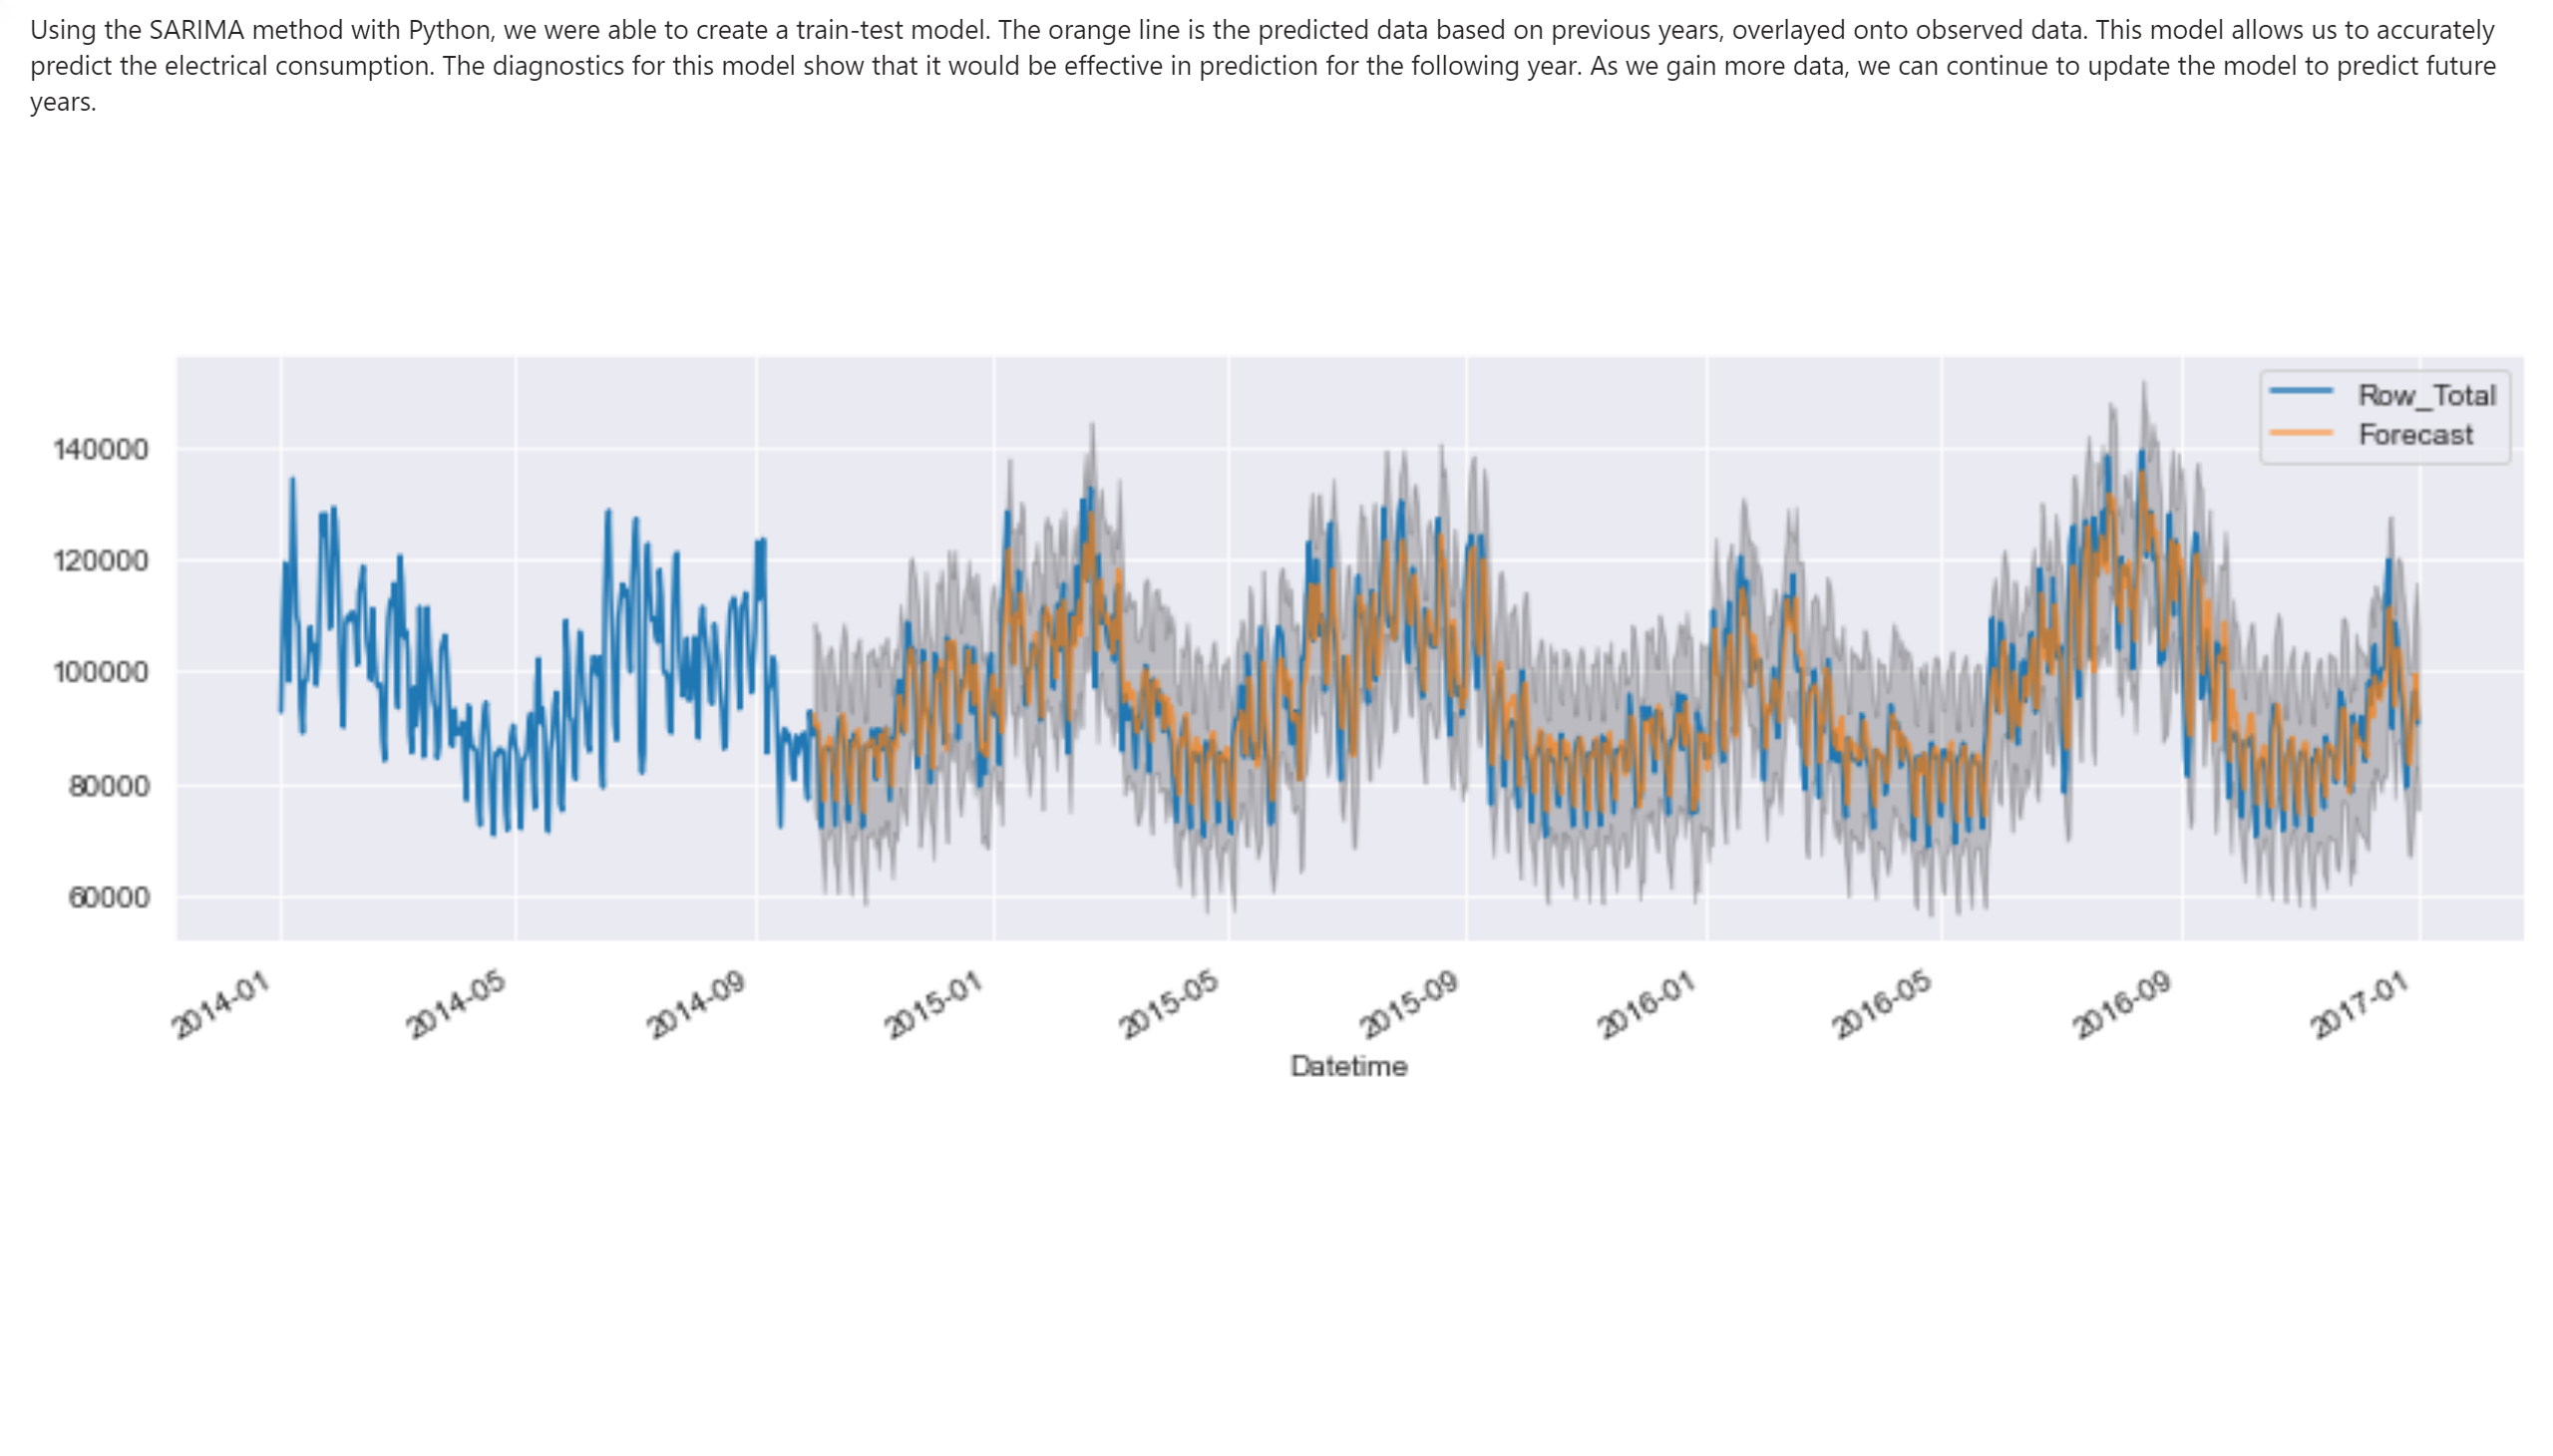 Using the SARIMA method with Python, we were able to create a train-test model. The orange line is the predicted data based on previous years, overlayed onto observed data. This model allows us to accurately
predict the electrical consumption. The diagnostics for this model show that it would be effective in prediction for the following year. As we gain more data, we can continue to update the model to predict future
years.
Row_Total
Forecast
140000
120000
100000
80000
60000
2014-01
2014-05
2014-09
2015-01
2015-05
2015-09
2016-01
2016-05
2016-09
2017-01
Datetime